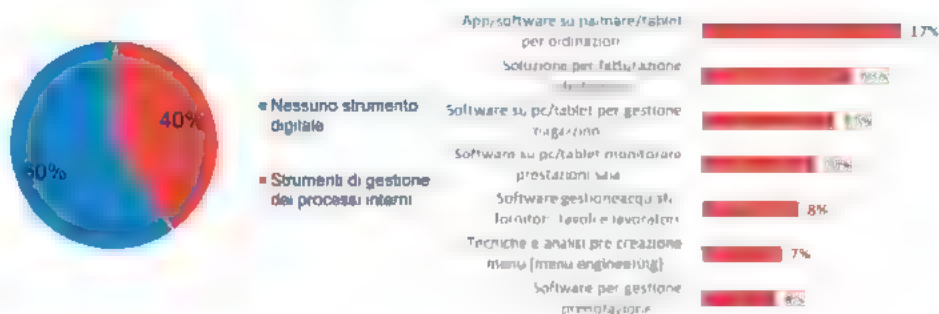 40%
60%
Nessuno strumento
digitale
Strumenti di gestione
dei processi interni
App/software su palmare/tablet
per ordinazioni
17%
Soluzione per fatturazione
Software su pc/tablet per gestione
magazzino
Software su pc/tablet monitorare
prestazioni sala
Software gestione acquisti,
fornitori, tavoli e lavoratori
8%
Tecniche e analisi pre creazione
menu (menu engineering)
7%
Software per gestione
prenotazione